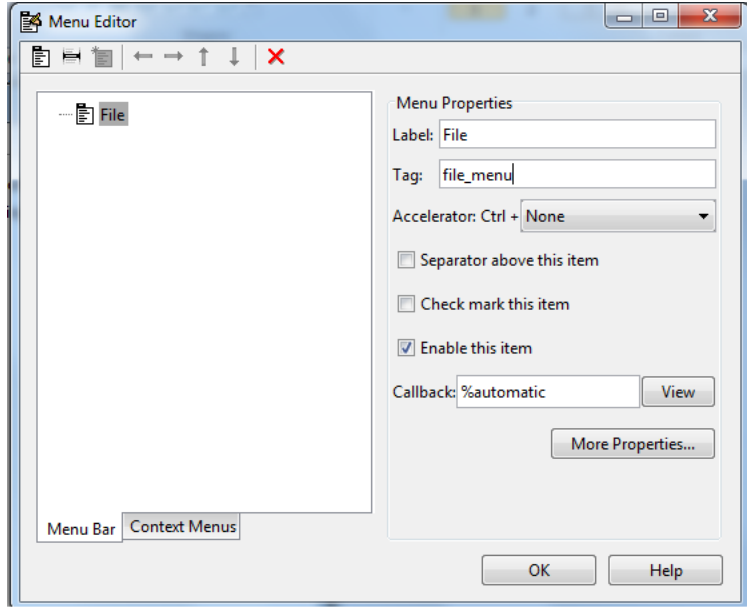 Menu Editor
File
Menu Properties
Label: File
Tag: file_menu
Accelerator: Ctrl + None
Separator above this item
Check mark this item
Enable this item
Callback: %automatic View
More Properties...
Menu Bar Context Menus
OK Help